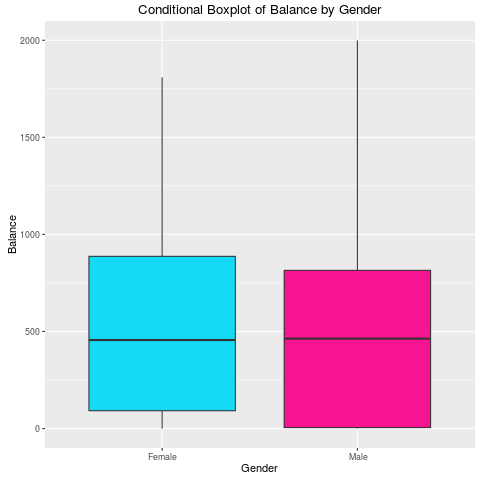 Conditional Boxplot of Balance by Gender
2000
1500
1000
500
0
Balance
Female
Male
Gender